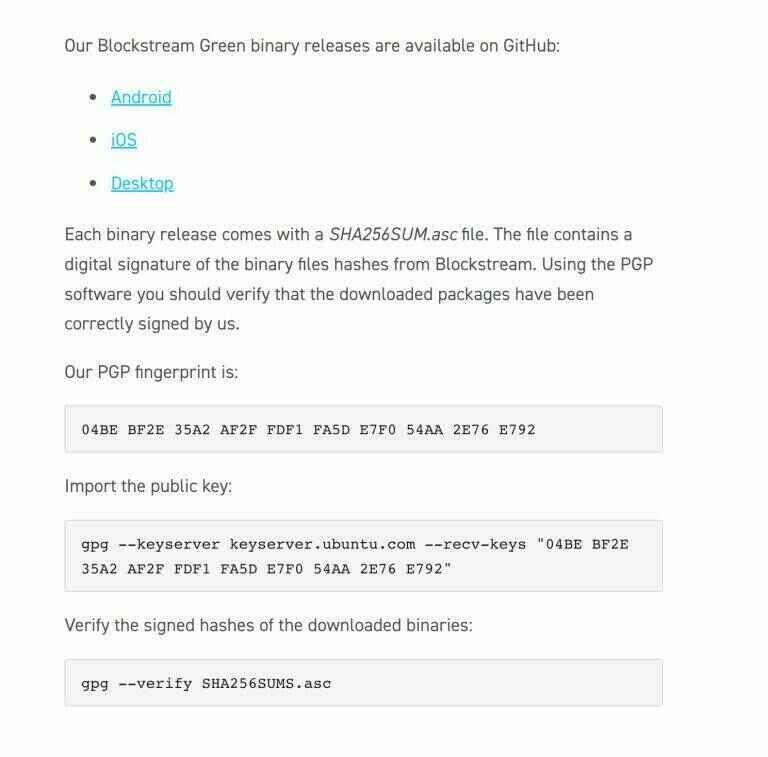 Our Blockstream Green binary releases are available on GitHub:
• Android
• iOS
• Desktop
Each binary release comes with a SHA256SUM.asc file. The file contains a
digital signature of the binary files hashes from Blockstream. Using the PGP
software you should verify that the downloaded packages have been
correctly signed by us.
Our PGP fingerprint is:
04BE BF2E 35A2 AF2F FDF1 FA5D E7F0 54AA 2E76 E792
Import the public key:
gpg --keyserver keyserver.ubuntu.com --recv-keys "04BE BF2E
35A2 AF2F FDF1 FA5D E7F0 54AA 2E76 E792"
Verify the signed hashes of the downloaded binaries:
gpg --verify SHA256SUMS.asc